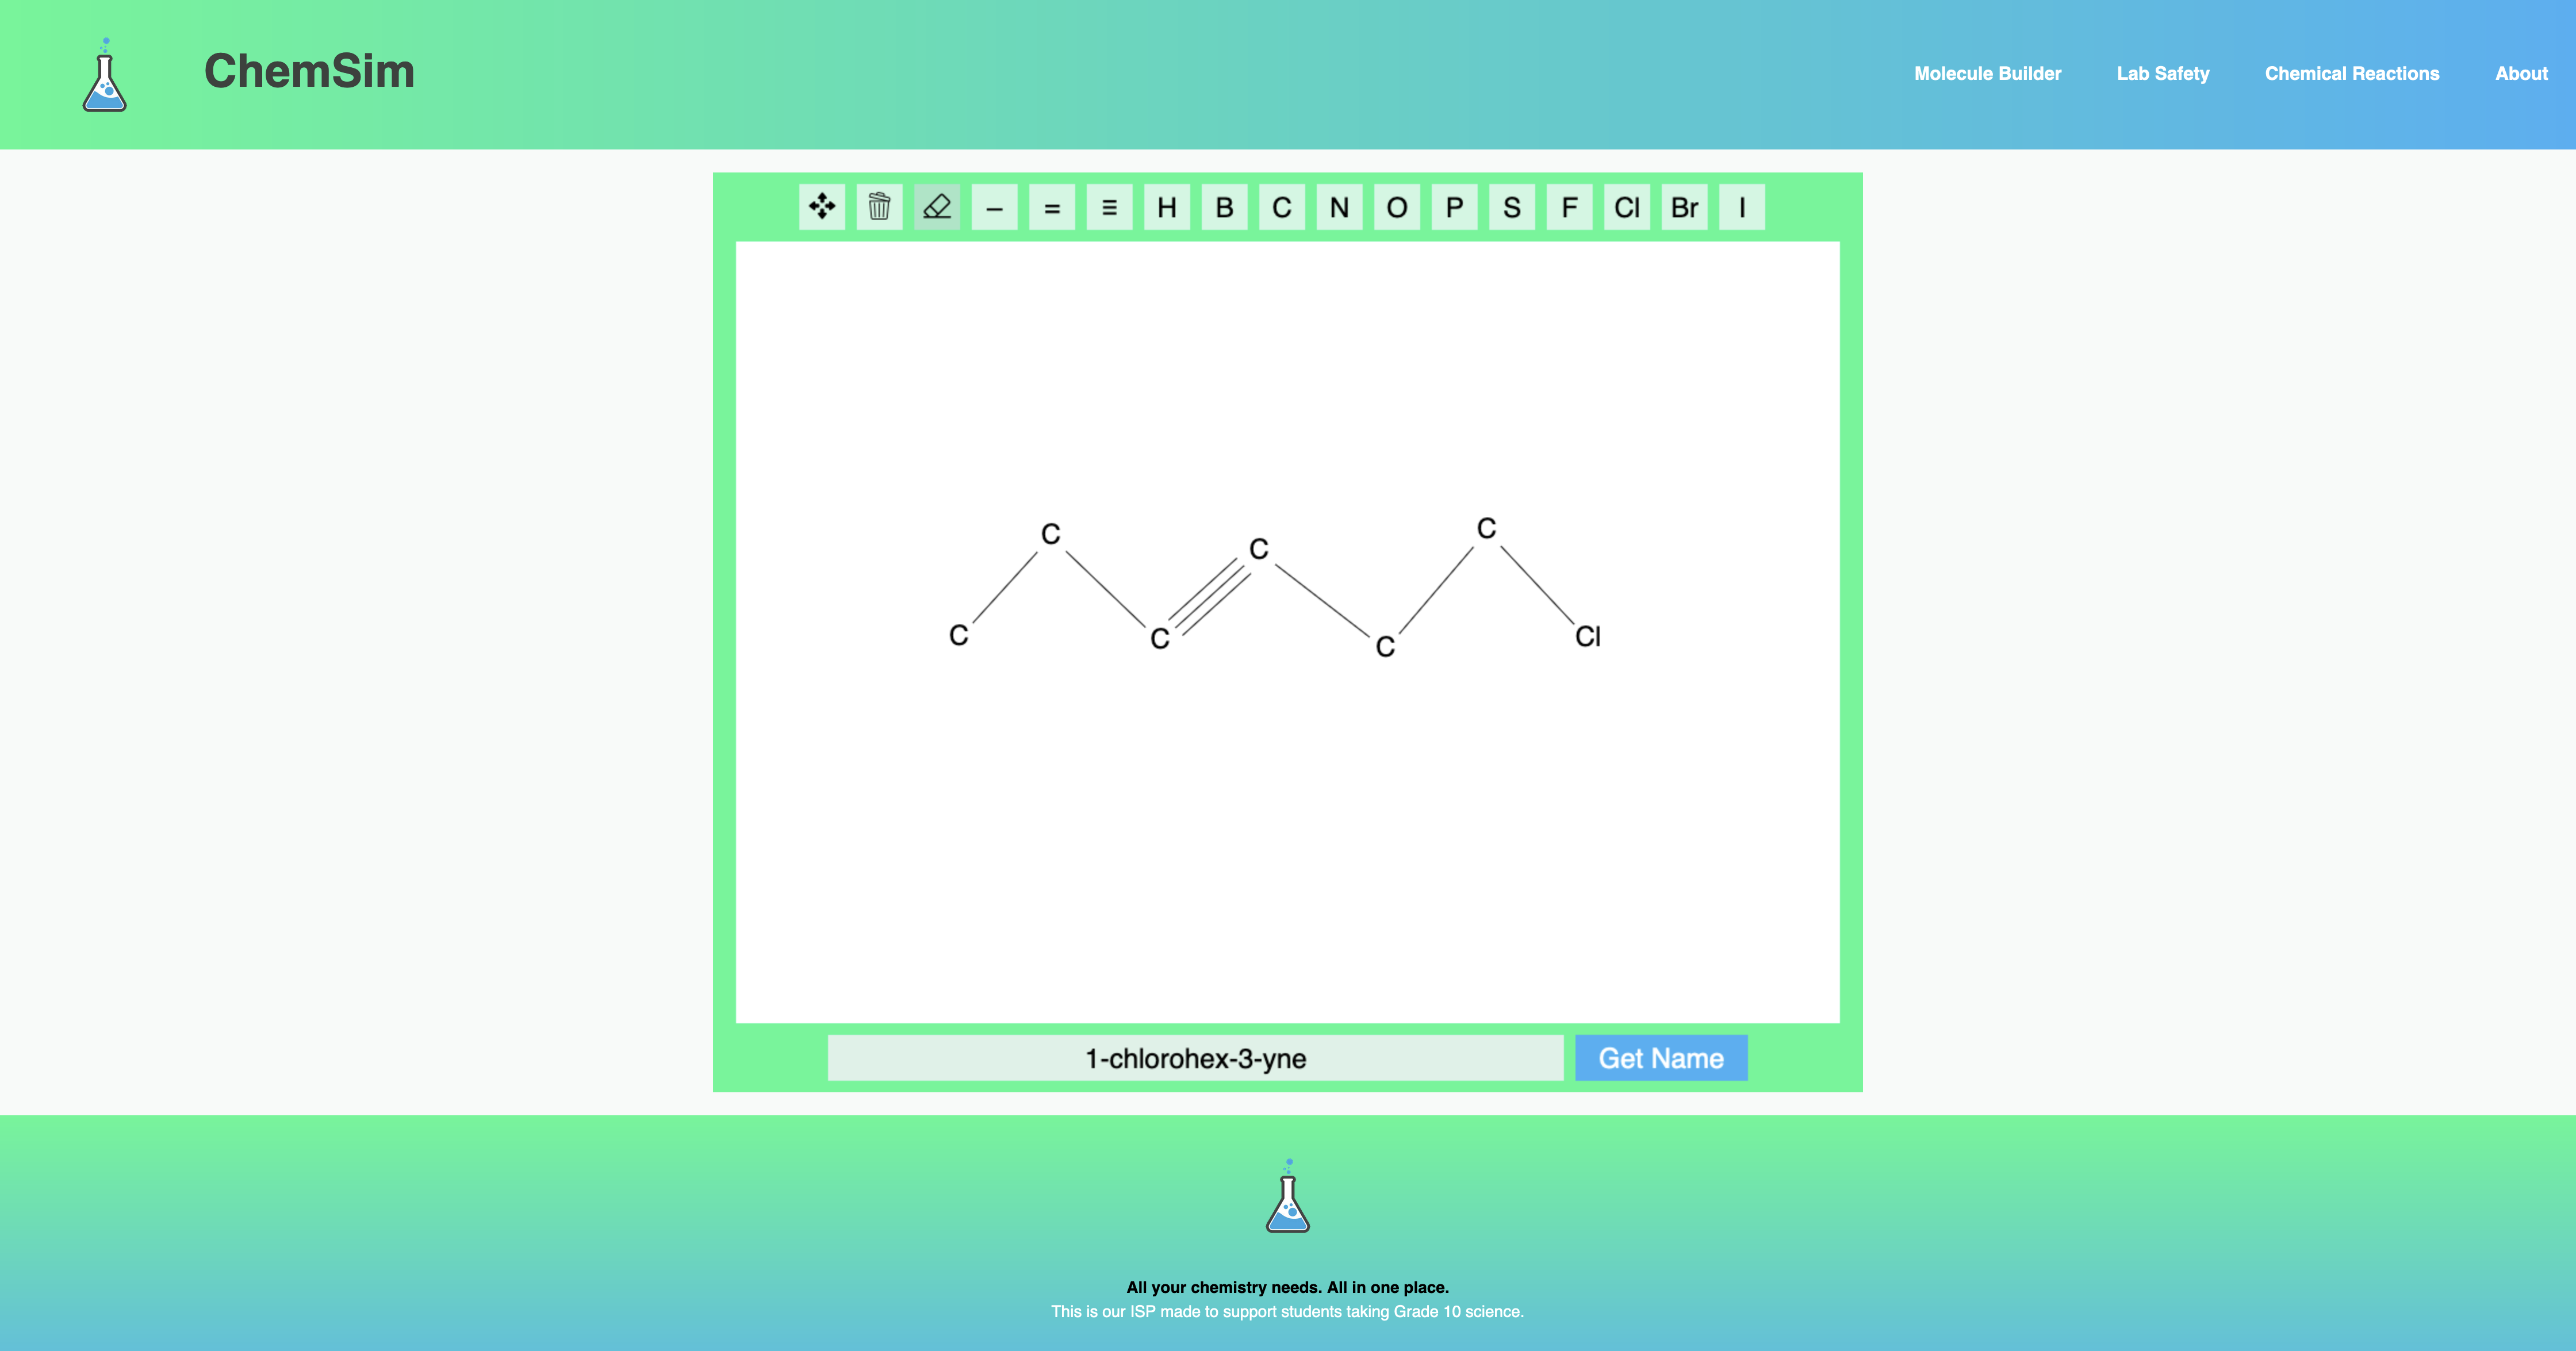 ChemSim
Molecule Builder Lab Safety Chemical Reactions About
– = ≡ H B C N O P S F Cl Br I
C C C C C C Cl
1-chlorohex-3-yne Get Name
All your chemistry needs. All in one place.
This is our ISP made to support students taking Grade 10 science.